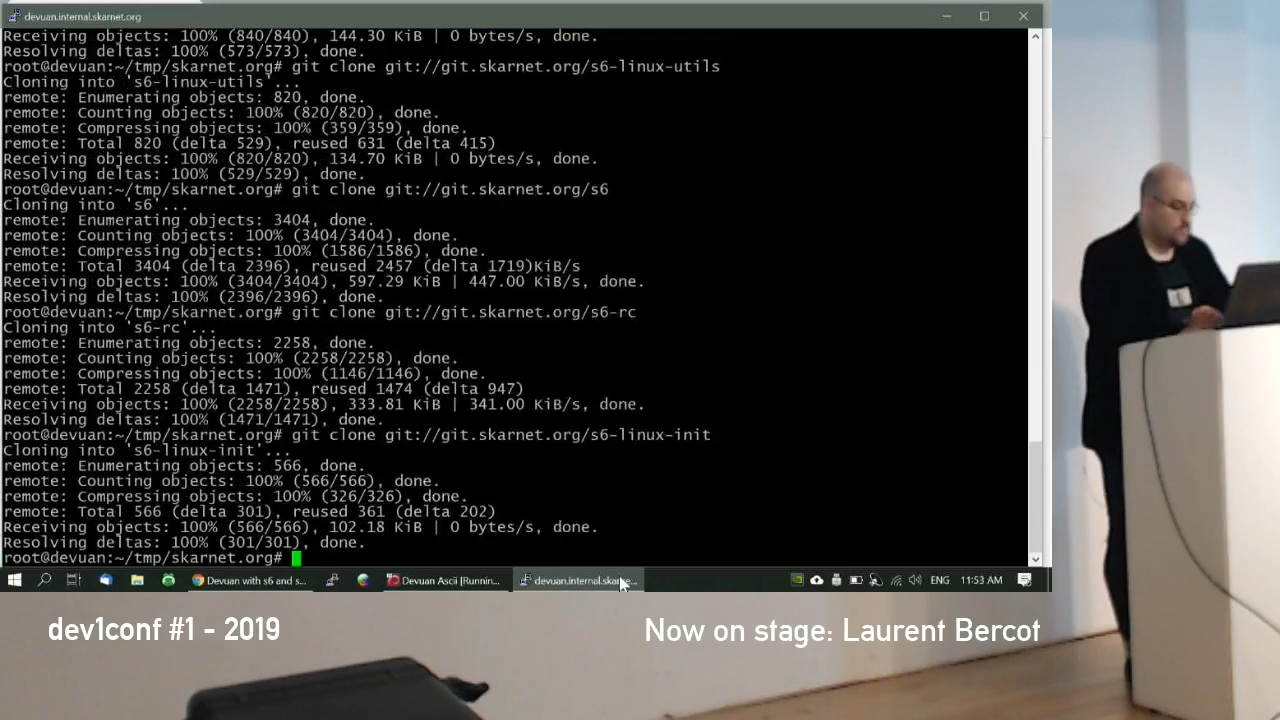 devuan.internal.skarnet.org
Receiving objects: 100% (840/840), 144.30 KiB | 0 bytes/s, done.
Resolving deltas: 100% (573/573), done.
root@devuan:~/tmp/skarnet.org# git clone git://git.skarnet.org/s6-linux-utils
Cloning into 's6-linux-utils'...
remote: Enumerating objects: 820, done.
remote: Counting objects: 100% (820/820), done.
remote: Compressing objects: 100% (359/359), done.
remote: Total 820 (delta 529), reused 631 (delta 415)
Receiving objects: 100% (820/820), 134.70 KiB | 0 bytes/s, done.
Resolving deltas: 100% (529/529), done.
root@devuan:~/tmp/skarnet.org# git clone git://git.skarnet.org/s6
Cloning into 's6'...
remote: Enumerating objects: 3404, done.
remote: Counting objects: 100% (3404/3404), done.
remote: Compressing objects: 100% (1586/1586), done.
remote: Total 3404 (delta 2396), reused 2457 (delta 1719)KiB/s
Receiving objects: 100% (3404/3404), 597.29 KiB | 447.00 KiB/s, done.
Resolving deltas: 100% (2396/2396), done.
root@devuan:~/tmp/skarnet.org# git clone git://git.skarnet.org/s6-rc
Cloning into 's6-rc'...
remote: Enumerating objects: 2258, done.
remote: Counting objects: 100% (2258/2258), done.
remote: Compressing objects: 100% (1146/1146), done.
remote: Total 2258 (delta 1471), reused 1474 (delta 947)
Receiving objects: 100% (2258/2258), 333.81 KiB | 341.00 KiB/s, done.
Resolving deltas: 100% (1471/1471), done.
root@devuan:~/tmp/skarnet.org# git clone git://git.skarnet.org/s6-linux-init
Cloning into 's6-linux-init'...
remote: Enumerating objects: 566, done.
remote: Counting objects: 100% (566/566), done.
remote: Compressing objects: 100% (326/326), done.
remote: Total 566 (delta 301), reused 361 (delta 202)
Receiving objects: 100% (566/566), 102.18 KiB | 0 bytes/s, done.
Resolving deltas: 100% (301/301), done.
root@devuan:~/tmp/skarnet.org#
Devuan with s6 and s... Devuan Ascii [Runnin... devuan.internal.skarne... ENG 11:53 AM
dev1conf #1 - 2019
Now on stage: Laurent Bercot